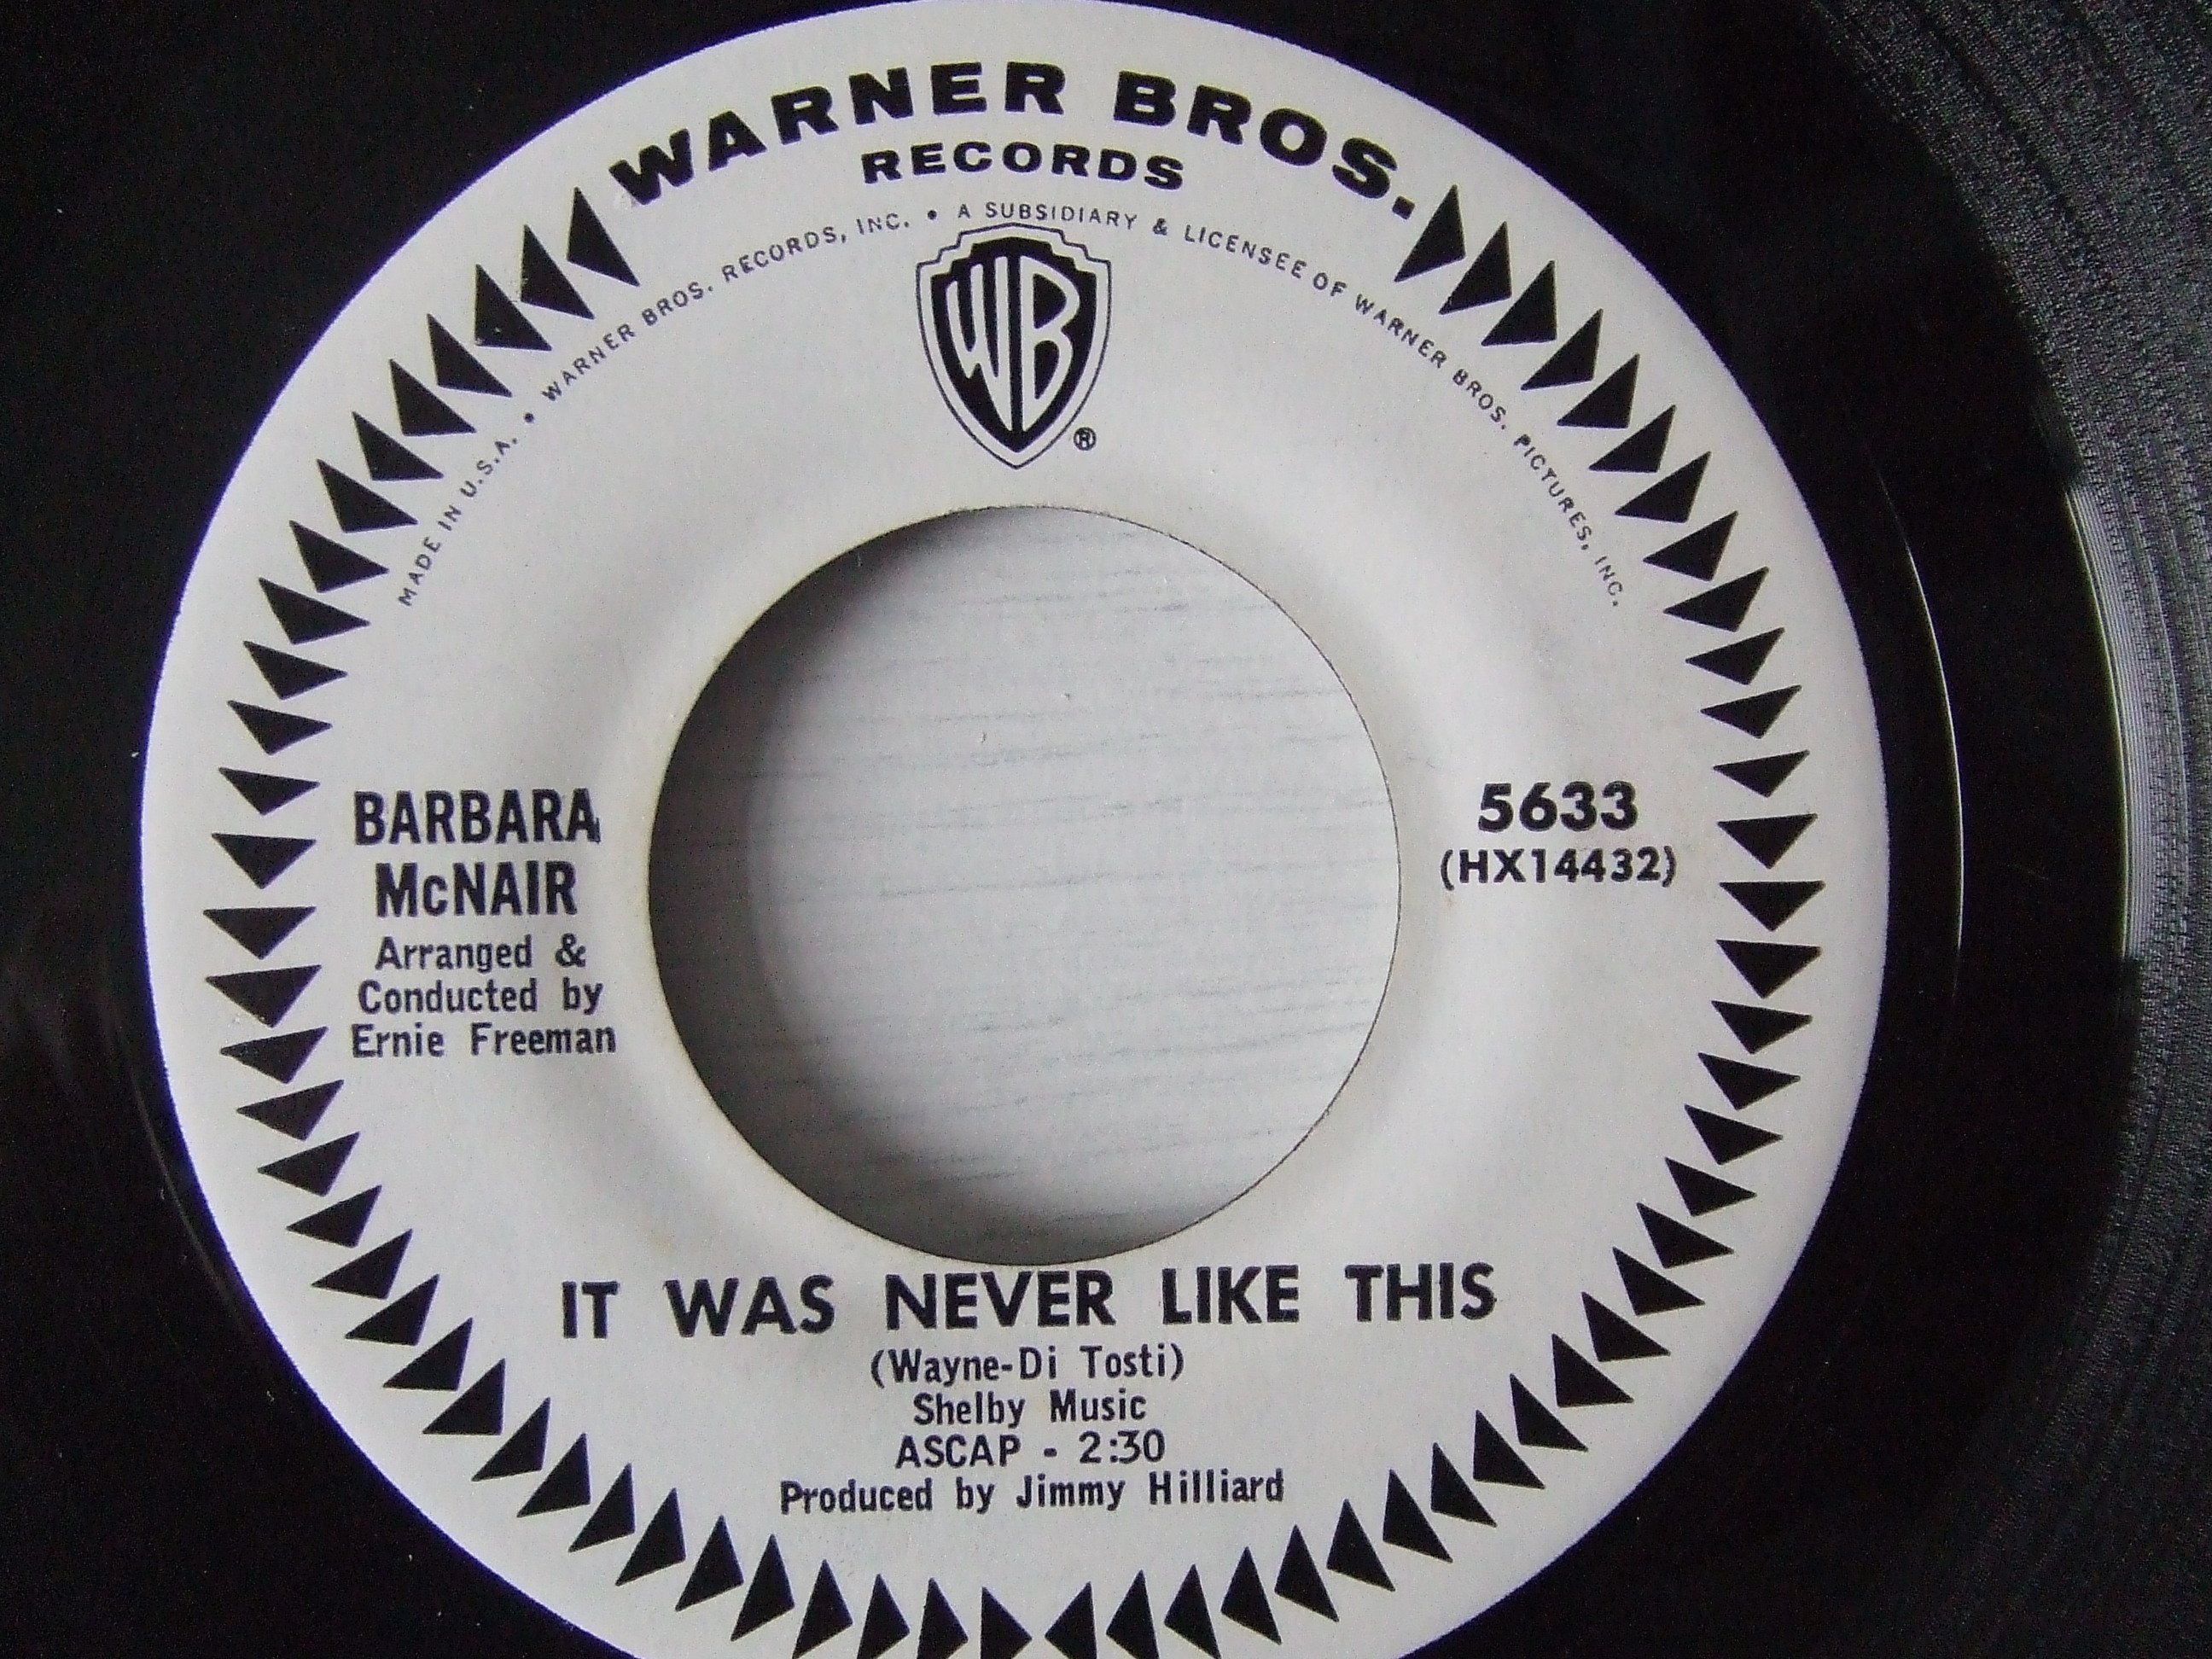 WARNER BROS.
RECORDS
MADE IN U.S.A. • WARNER BROS. RECORDS, INC. • A SUBSIDIARY & LICENSEE OF WARNER BROS. PICTURES, INC.
WB
®
BARBARA
McNAIR
Arranged &
Conducted by
Ernie Freeman
5633
(HX14432)
IT WAS NEVER LIKE THIS
(Wayne-Di Tosti)
Shelby Music
ASCAP - 2:30
Produced by Jimmy Hilliard